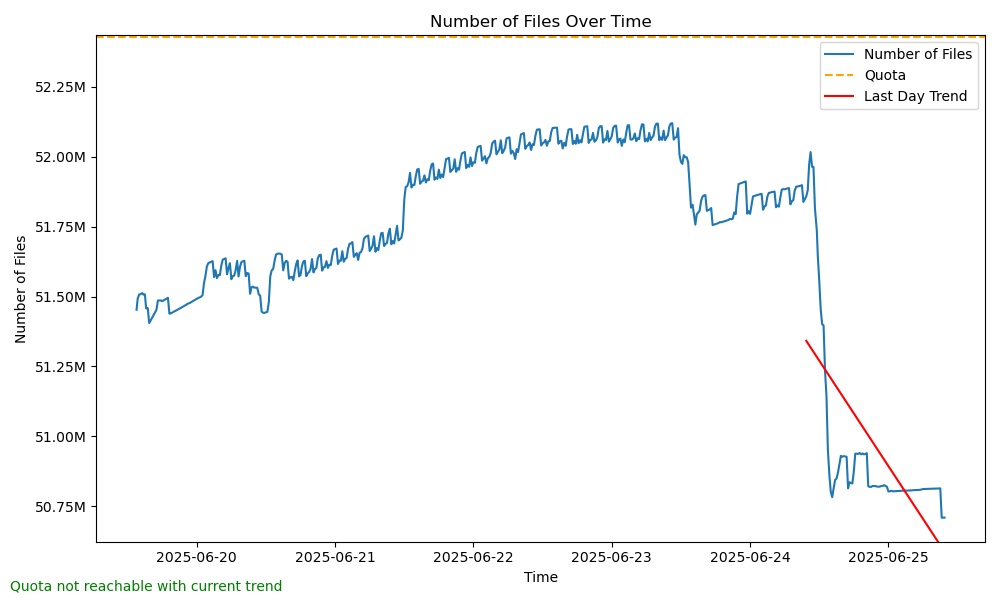 Number of Files Over Time
Number of Files
Quota
Last Day Trend
52.25M
52.00M
51.75M
51.50M
51.25M
51.00M
50.75M
Number of Files
2025-06-20
2025-06-21
2025-06-22
2025-06-23
2025-06-24
2025-06-25
Time
Quota not reachable with current trend